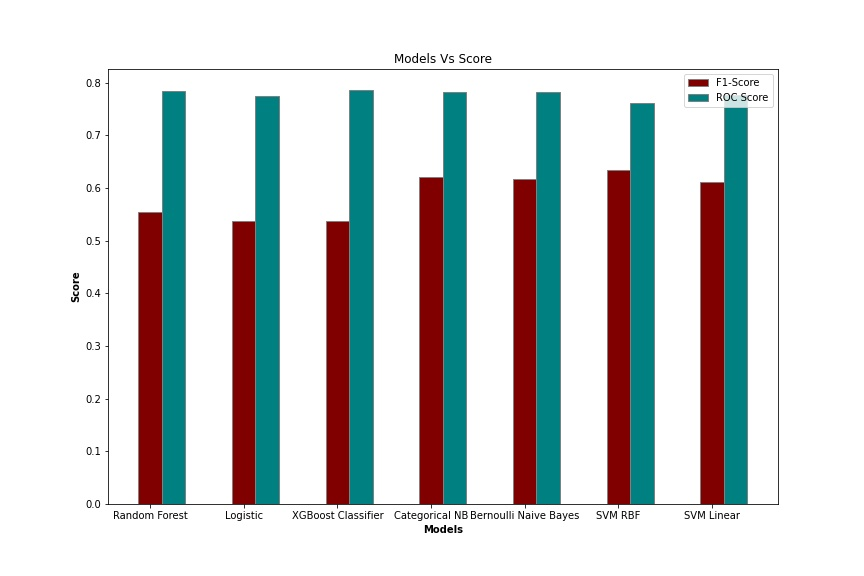 Models Vs Score
F1-Score
ROC Score
0.8
0.7
0.6
0.5
0.4
0.3
0.2
0.1
0.0
Score
Random Forest Logistic XGBoost Classifier Categorical NB Bernoulli Naive Bayes SVM RBF SVM Linear
Models